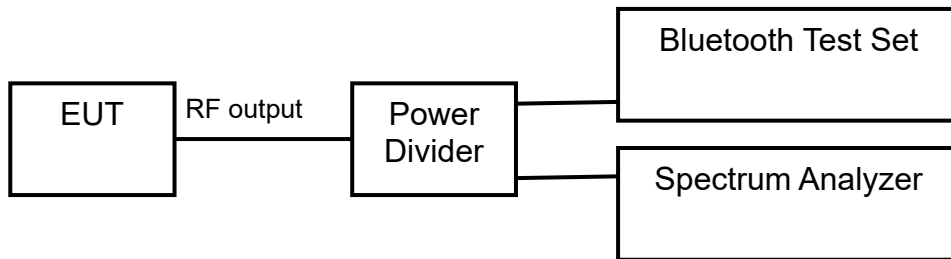 EUT
RF output
Power
Divider
Bluetooth Test Set
Spectrum Analyzer